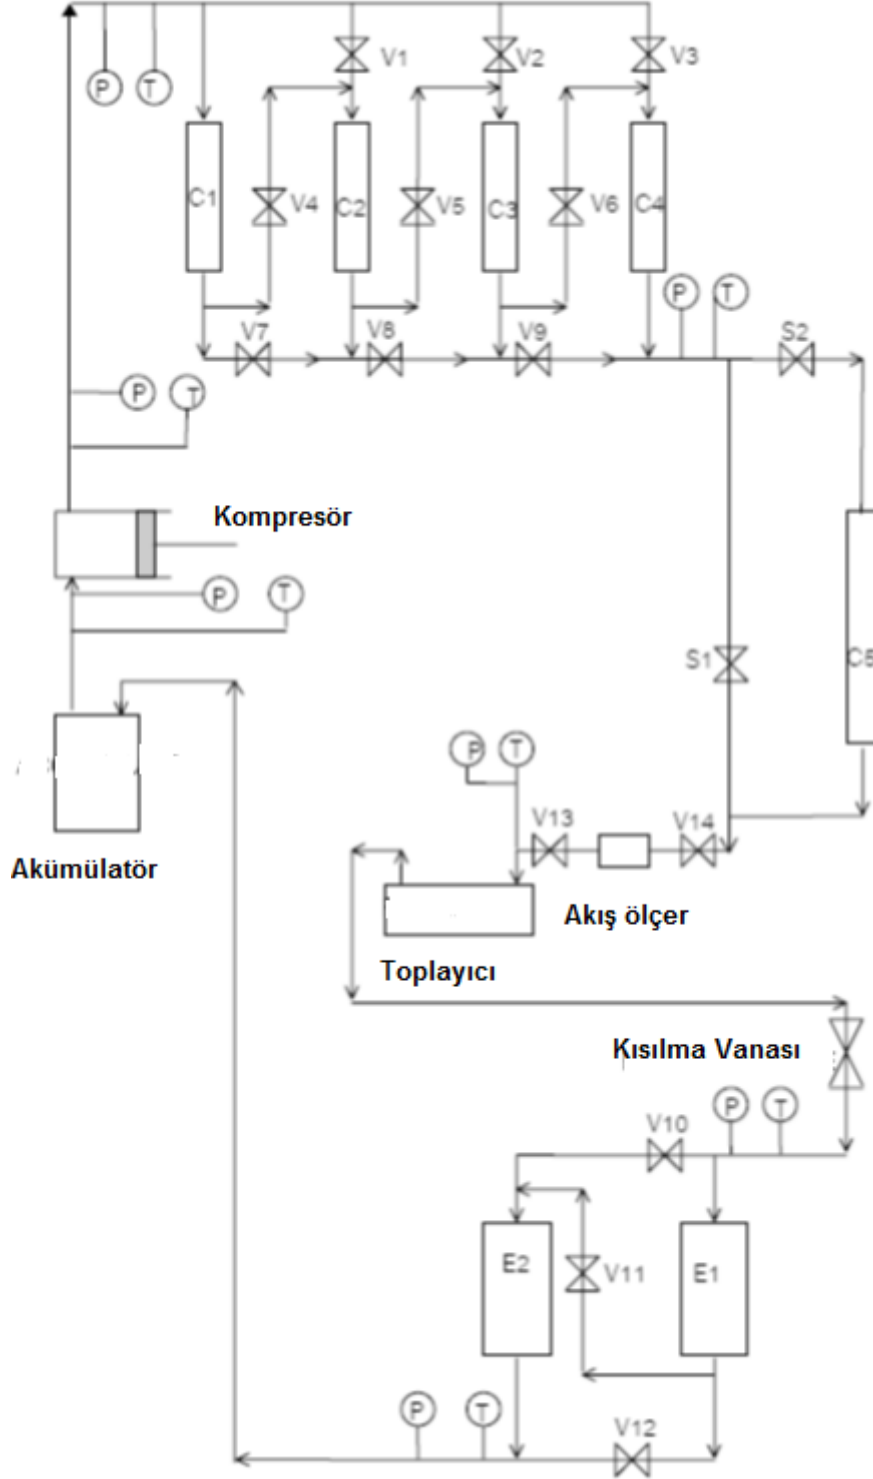 V1 V2 V3
P T
C1 V4 C2 V5 C3 V6 C4
P T
V7 V8 V9 S2
P T
Kompresör
P T
S1 C5
P T
V13 V14
Akümülatör
Akış ölçer
Toplayıcı
Kısılma Vanası
P T
V10
E2 V11 E1
P T
V12